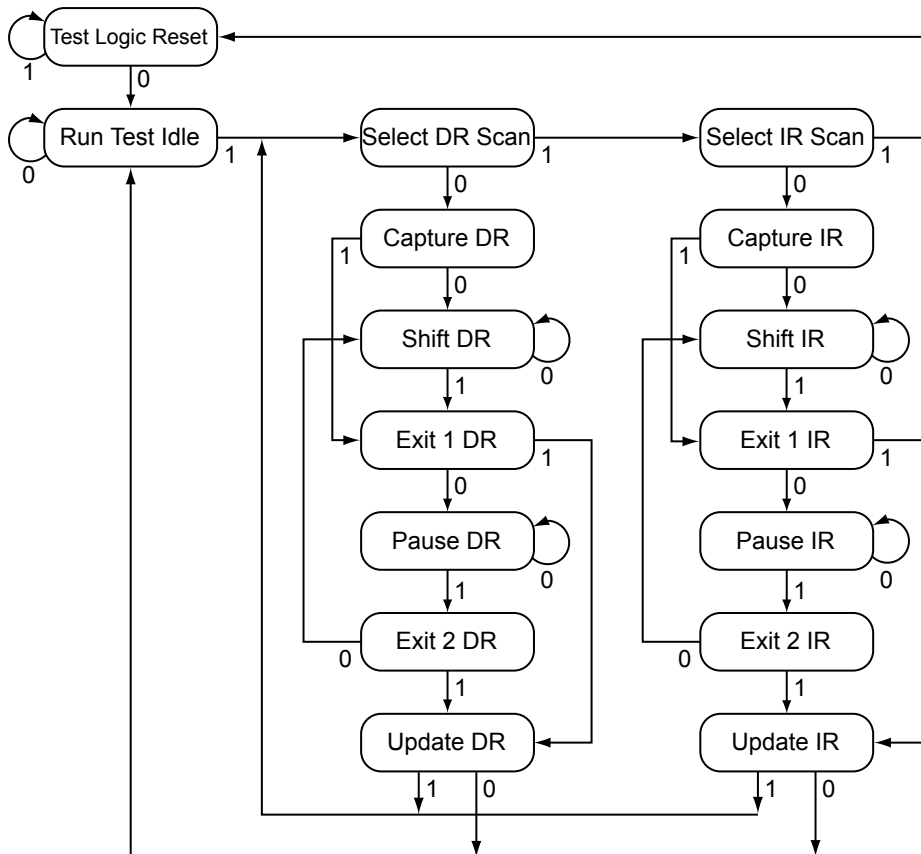 Test Logic Reset
1
0
Run Test Idle
Select DR Scan
Select IR Scan
0
1
1
1
0
0
Capture DR
Capture IR
1
0
1
0
Shift DR
Shift IR
0
0
1
1
Exit 1 DR
Exit 1 IR
1
1
0
0
Pause DR
Pause IR
0
0
1
1
Exit 2 DR
Exit 2 IR
0
0
1
1
Update DR
Update IR
1
0
1
0